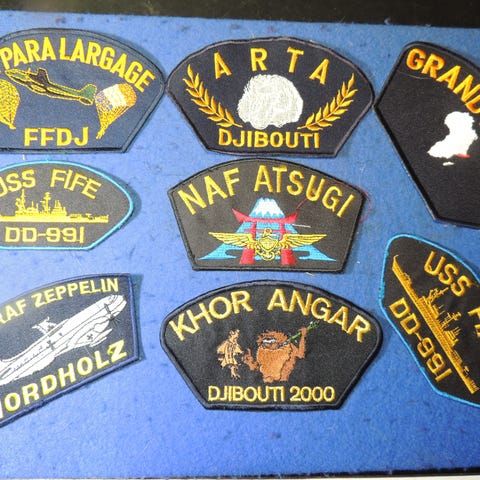 PARA LARGAGE
FFDJ
ARTA
DJIBOUTI
GRAND
USS FIFE
DD-991
NAF ATSUGI
USS
DD-991
ZEPPELIN
NORDHOLZ
KHOR ANGAR
DJIBOUTI 2000